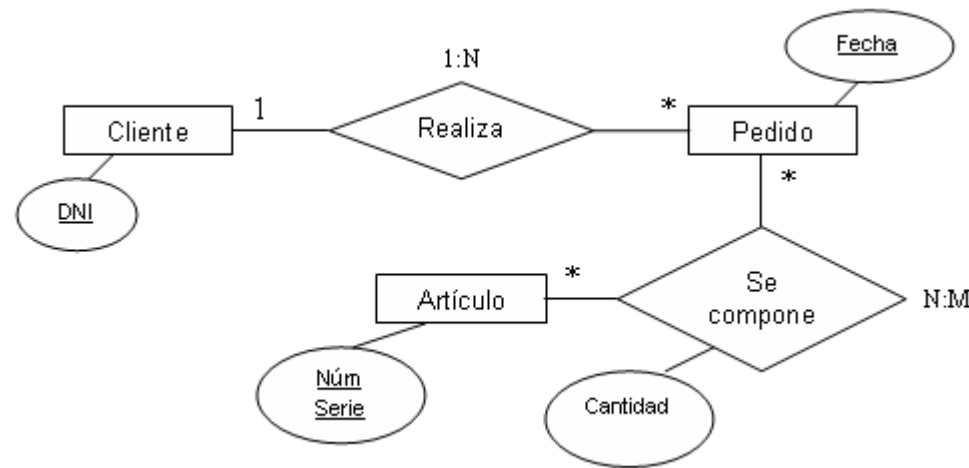 Fecha
1:N
Cliente
1
Realiza
*
Pedido
*
DNI
Se
compone
N:M
*
Artículo
Núm
Serie
Cantidad